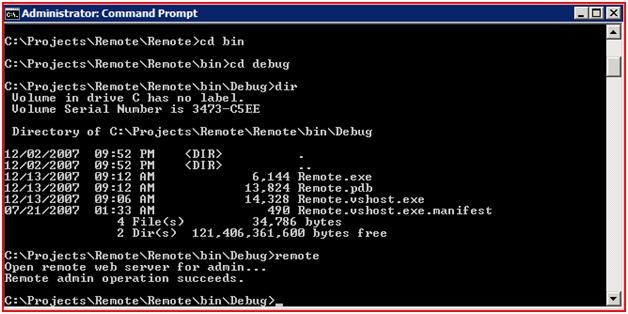 Administrator: Command Prompt
C:\Projects\Remote\Remote>cd bin
C:\Projects\Remote\Remote\bin>cd debug
C:\Projects\Remote\Remote\bin\Debug>dir
 Volume in drive C has no label.
 Volume Serial Number is 3473-C5EE
 Directory of C:\Projects\Remote\Remote\bin\Debug
12/02/2007  09:52 PM    <DIR>          .
12/02/2007  09:52 PM    <DIR>          ..
12/13/2007  09:12 AM             6,144 Remote.exe
12/13/2007  09:12 AM            13,824 Remote.pdb
12/13/2007  09:06 AM            14,328 Remote.vshost.exe
07/21/2007  01:33 AM               490 Remote.vshost.exe.manifest
               4 File(s)         34,786 bytes
               2 Dir(s)  121,406,361,600 bytes free
C:\Projects\Remote\Remote\bin\Debug>remote
Open remote web server for admin...
Remote admin operation succeeds.
C:\Projects\Remote\Remote\bin\Debug>_